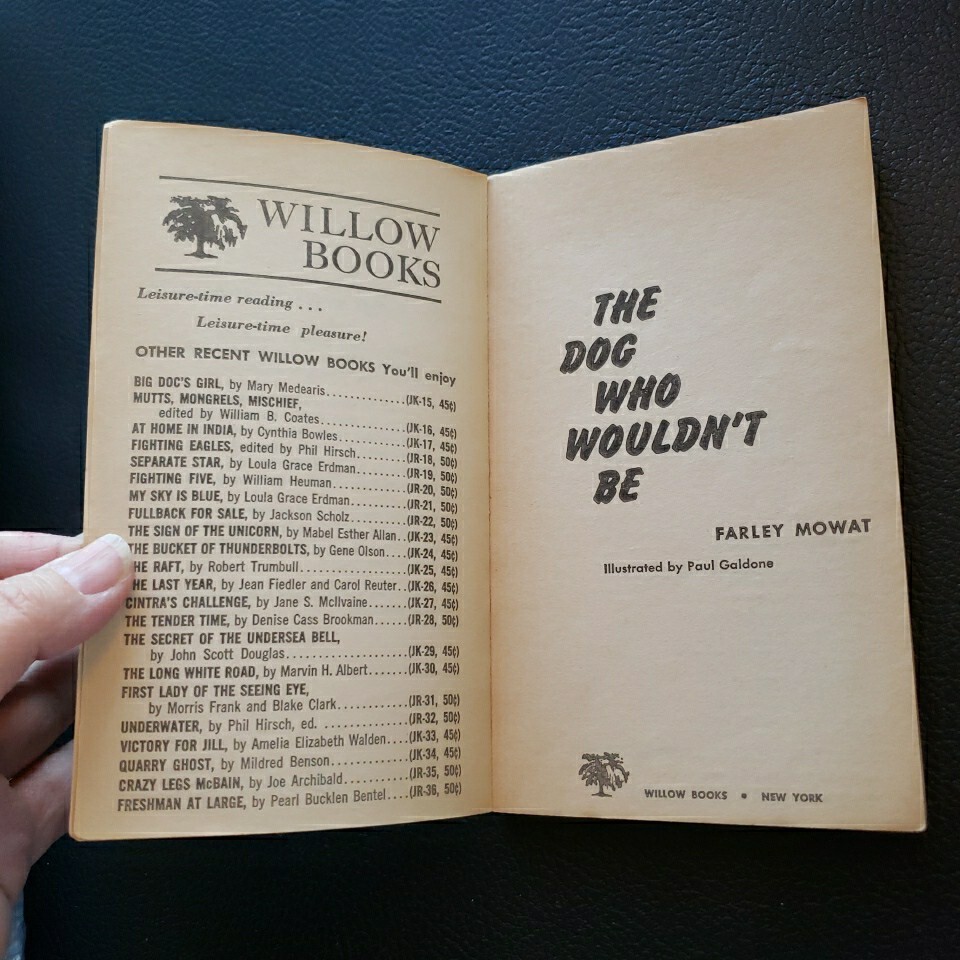 WILLOW
BOOKS
Leisure-time reading . . .
Leisure-time pleasure!
OTHER RECENT WILLOW BOOKS You'll enjoy
BIG DOC'S GIRL, by Mary Medearis..............(JK-15, 45¢)
MUTTS, MONGRELS, MISCHIEF,
edited by William B. Coates....................(JK-16, 45¢)
AT HOME IN INDIA, by Cynthia Bowles............(JK-17, 45¢)
FIGHTING EAGLES, edited by Phil Hirsch........(JR-18, 50¢)
SEPARATE STAR, by Loula Grace Erdman........(JR-19, 50¢)
FIGHTING FIVE, by William Heuman............(JR-20, 50¢)
MY SKY IS BLUE, by Loula Grace Erdman........(JR-21, 50¢)
FULLBACK FOR SALE, by Jackson Scholz........(JR-22, 50¢)
THE SIGN OF THE UNICORN, by Mabel Esther Allan..(JK-23, 45¢)
THE BUCKET OF THUNDERBOLTS, by Gene Olson....(JK-24, 45¢)
THE RAFT, by Robert Trumbull..................(JK-25, 45¢)
THE LAST YEAR, by Jean Fiedler and Carol Reuter..(JK-26, 45¢)
CINTRA'S CHALLENGE, by Jane S. McIlvaine.......(JK-27, 45¢)
THE TENDER TIME, by Denise Cass Brookman.....(JR-28, 50¢)
THE SECRET OF THE UNDERSEA BELL,
by John Scott Douglas......................(JK-29, 45¢)
THE LONG WHITE ROAD, by Marvin H. Albert.......(JK-30, 45¢)
FIRST LADY OF THE SEEING EYE,
by Morris Frank and Blake Clark............(JR-31, 50¢)
UNDERWATER, by Phil Hirsch, ed. ..............(JR-32, 50¢)
VICTORY FOR JILL, by Amelia Elizabeth Walden....(JK-33, 45¢)
QUARRY GHOST, by Mildred Benson............(JK-34, 45¢)
CRAZY LEGS McBAIN, by Joe Archibald..........(JR-35, 50¢)
FRESHMAN AT LARGE, by Pearl Bucklen Bentel....(JR-36, 50¢)
THE
DOG
WHO
WOULDN'T
BE
FARLEY MOWAT
Illustrated by Paul Galdone
WILLOW BOOKS • NEW YORK